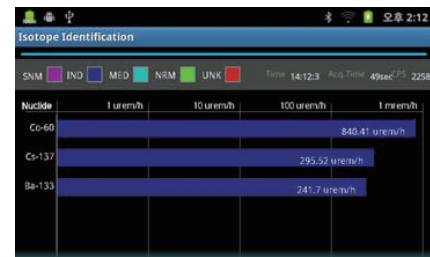 오후 2:12
Isotope Identification
SNM IND MED NRM UNK Time 14:12:3 Acq.Time 49sec CPS 2258
Nuclide 1 urem/h 10 urem/h 100 urem/h 1 mrem/h
Co-60 840.41 urem/h
Cs-137 295.52 urem/h
Ba-133 241.7 urem/h